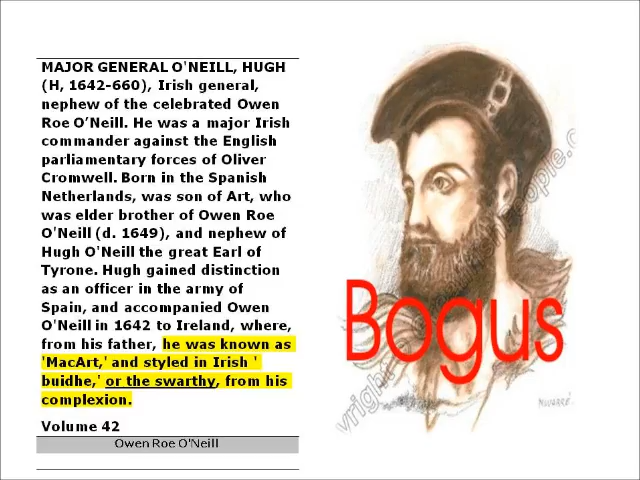 MAJOR GENERAL O'NEILL, HUGH
(H, 1642-660), Irish general,
nephew of the celebrated Owen
Roe O’Neill. He was a major Irish
commander against the English
parliamentary forces of Oliver
Cromwell. Born in the Spanish
Netherlands, was son of Art, who
was elder brother of Owen Roe
O'Neill (d. 1649), and nephew of
Hugh O'Neill the great Earl of
Tyrone. Hugh gained distinction
as an officer in the army of
Spain, and accompanied Owen
O'Neill in 1642 to Ireland, where,
from his father, he was known as
'MacArt,' and styled in Irish '
buidhe,' or the swarthy, from his
complexion.
Volume 42
Owen Roe O'Neill
Bogus